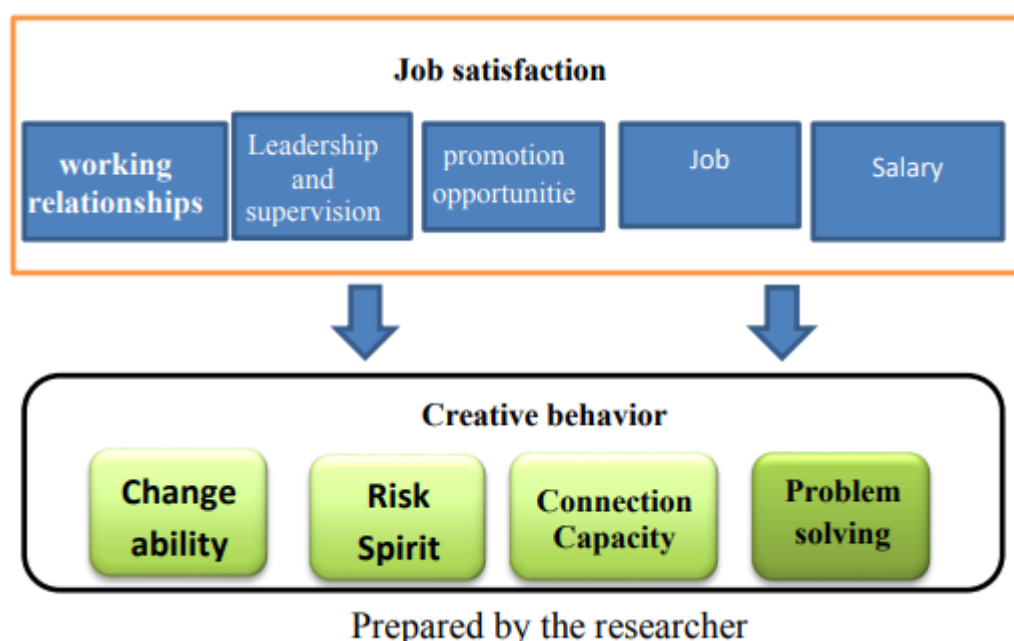 Job satisfaction
working
relationships
Leadership
and
supervision
promotion
opportunitie
Job
Salary
Creative behavior
Change
ability
Risk
Spirit
Connection
Capacity
Problem
solving
Prepared by the researcher